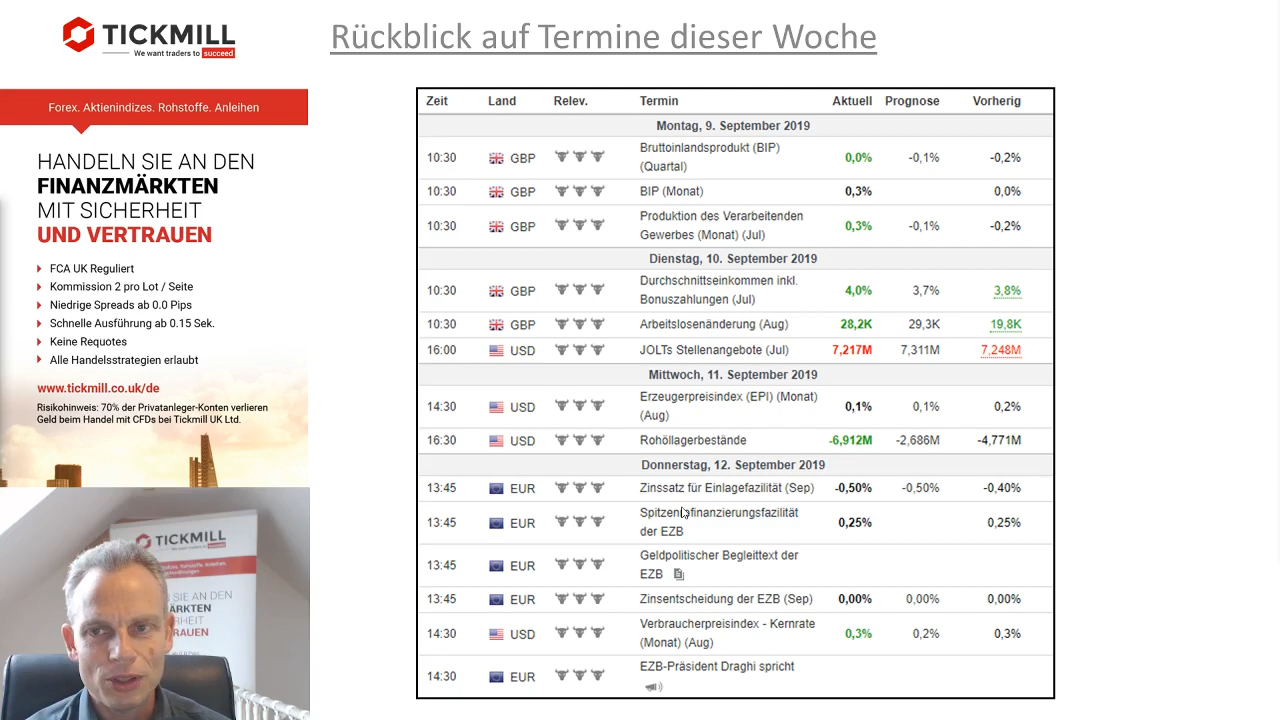 TICKMILL
We want traders to succeed
Forex. Aktienindizes. Rohstoffe. Anleihen
HANDELN SIE AN DEN
FINANZMÄRKTEN
MIT SICHERHEIT
UND VERTRAUEN
FCA UK Reguliert
Kommission 2 pro Lot / Seite
Niedrige Spreads ab 0.0 Pips
Schnelle Ausführung ab 0.15 Sek.
Keine Requotes
Alle Handelsstrategien erlaubt
www.tickmill.co.uk/de
Risikohinweis: 70% der Privatanleger-Konten verlieren
Geld beim Handel mit CFDs bei Tickmill UK Ltd.
TICKMILL
SIE AN DEN
MÄRKTEN
ERHEIT
TRAUEN
Rückblick auf Termine dieser Woche
Zeit Land Relev. Termin Aktuell Prognose Vorherig
Montag, 9. September 2019
10:30 GBP Bruttoinlandsprodukt (BIP) 0,0% -0,1% -0,2%
(Quartal)
10:30 GBP BIP (Monat) 0,3% 0,0%
10:30 GBP Produktion des Verarbeitenden 0,3% -0,1% -0,2%
Gewerbes (Monat) (Jul)
Dienstag, 10. September 2019
10:30 GBP Durchschnittseinkommen inkl. 4,0% 3,7% 3,8%
Bonuszahlungen (Jul)
10:30 GBP Arbeitslosenänderung (Aug) 28,2K 29,3K 19,8K
16:00 USD JOLTs Stellenangebote (Jul) 7,217M 7,311M 7,248M
Mittwoch, 11. September 2019
14:30 USD Erzeugerpreisindex (EPI) (Monat) 0,1% 0,1% 0,2%
(Aug)
16:30 USD Rohöllagerbestände -6,912M -2,686M -4,771M
Donnerstag, 12. September 2019
13:45 EUR Zinssatz für Einlagefazilität (Sep) -0,50% -0,50% -0,40%
13:45 EUR Spitzenrefinanzierungsfazilität 0,25% 0,25%
der EZB
13:45 EUR Geldpolitischer Begleittext der
EZB
13:45 EUR Zinsentscheidung der EZB (Sep) 0,00% 0,00% 0,00%
14:30 USD Verbraucherpreisindex - Kernrate 0,3% 0,2% 0,3%
(Monat) (Aug)
14:30 EUR EZB-Präsident Draghi spricht